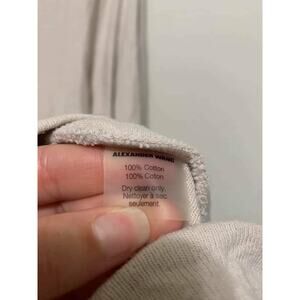 ALEXANDER WANG
100% Cotton
100% Coton
Dry clean only.
Nettoyer à sec
seulement.